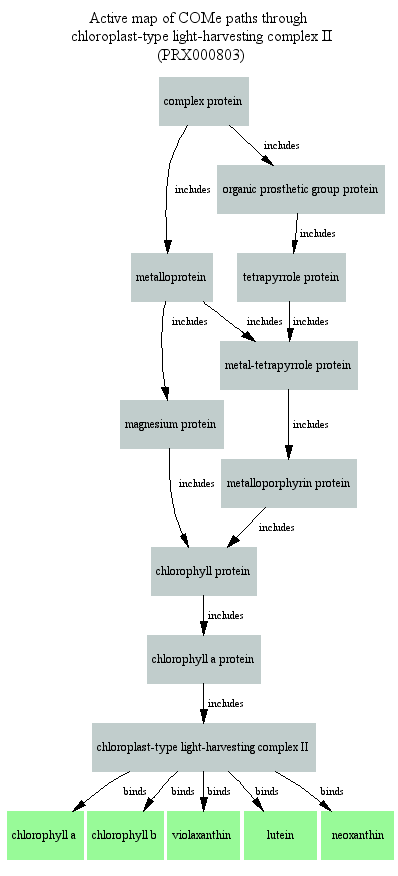 Active map of COMe paths through
chloroplast-type light-harvesting complex II
(PRX000803)
complex protein
includes
includes
organic prosthetic group protein
includes
metalloprotein
tetrapyrrole protein
includes
includes
includes
metal-tetrapyrrole protein
magnesium protein
includes
includes
metalloporphyrin protein
includes
chlorophyll protein
includes
chlorophyll a protein
includes
chloroplast-type light-harvesting complex II
binds
binds
binds
binds
binds
chlorophyll a
chlorophyll b
violaxanthin
lutein
neoxanthin